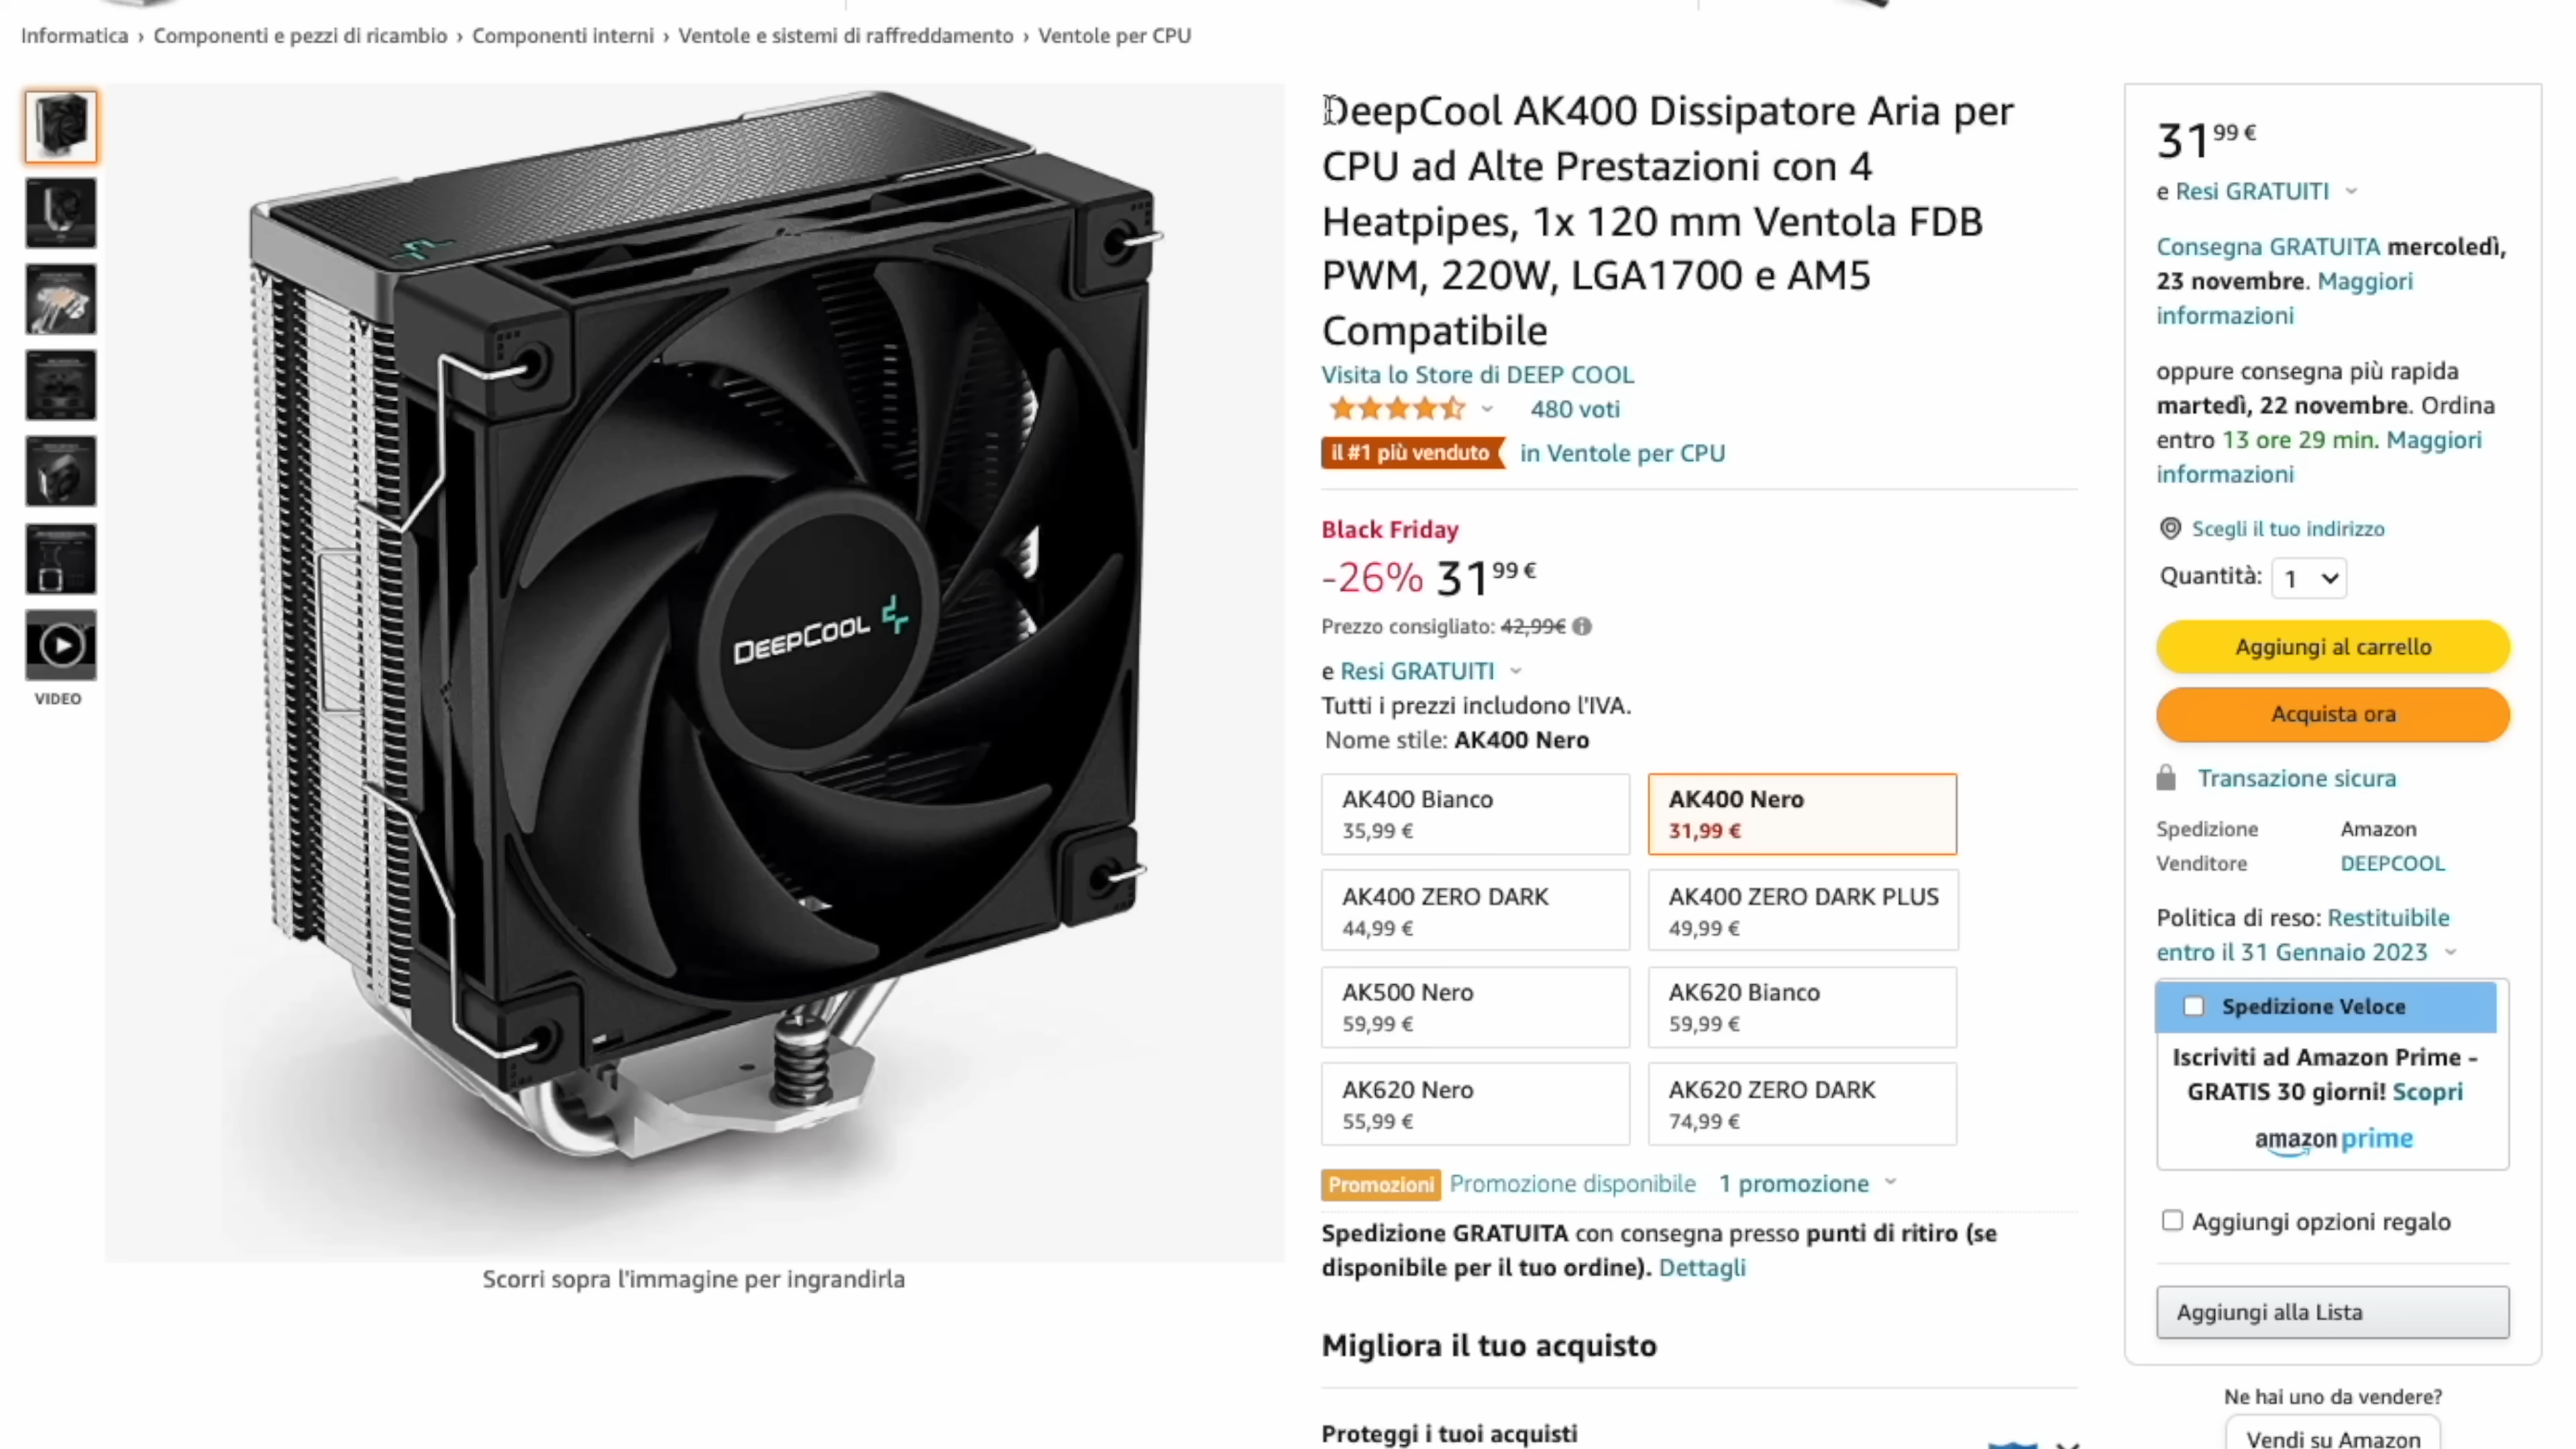 Informatica › Componenti e pezzi di ricambio › Componenti interni › Ventole e sistemi di raffreddamento › Ventole per CPU
VIDEO
DEEPCOOL
Scorri sopra l'immagine per ingrandirla
DeepCool AK400 Dissipatore Aria per
CPU ad Alte Prestazioni con 4
Heatpipes, 1x 120 mm Ventola FDB
PWM, 220W, LGA1700 e AM5
Compatibile
Visita lo Store di DEEP COOL
480 voti
il #1 più venduto in Ventole per CPU
Black Friday
-26% 31,99 €
Prezzo consigliato: 42,99€
e Resi GRATUITI
Tutti i prezzi includono l'IVA.
Nome stile: AK400 Nero
AK400 Bianco
35,99 €
AK400 Nero
31,99 €
AK400 ZERO DARK
44,99 €
AK400 ZERO DARK PLUS
49,99 €
AK500 Nero
59,99 €
AK620 Bianco
59,99 €
AK620 Nero
55,99 €
AK620 ZERO DARK
74,99 €
Promozioni Promozione disponibile 1 promozione
Spedizione GRATUITA con consegna presso punti di ritiro (se
disponibile per il tuo ordine). Dettagli
Migliora il tuo acquisto
Proteggi i tuoi acquisti
31 99 €
e Resi GRATUITI
Consegna GRATUITA mercoledì,
23 novembre. Maggiori
informazioni
oppure consegna più rapida
martedì, 22 novembre. Ordina
entro 13 ore 29 min. Maggiori
informazioni
Scegli il tuo indirizzo
Quantità: 1
Aggiungi al carrello
Acquista ora
Transazione sicura
Spedizione Amazon
Venditore DEEPCOOL
Politica di reso: Restituibile
entro il 31 Gennaio 2023
Spedizione Veloce
Iscriviti ad Amazon Prime -
GRATIS 30 giorni! Scopri
amazon prime
Aggiungi opzioni regalo
Aggiungi alla Lista
Ne hai uno da vendere?
Vendi su Amazon